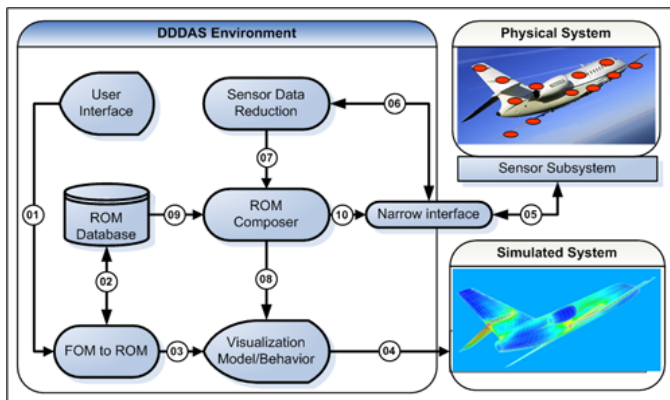 DDDAS Environment
Physical System
User
Interface
Sensor Data
Reduction
06
07
Sensor Subsystem
01
ROM
Database
09
ROM
Composer
10
Narrow interface
05
02
08
Simulated System
FOM to ROM
03
Visualization
Model/Behavior
04